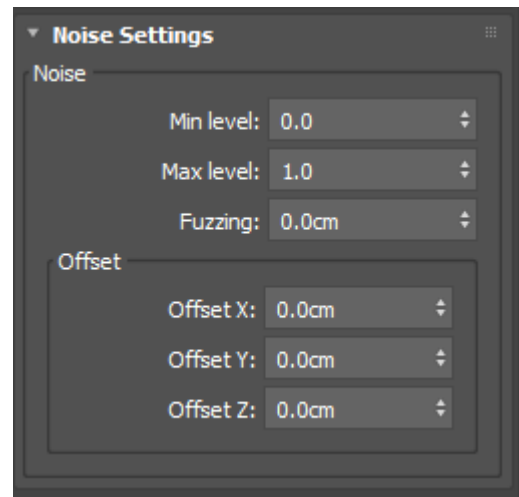 Noise Settings
Noise
Min level: 0.0
Max level: 1.0
Fuzzing: 0.0cm
Offset
Offset X: 0.0cm
Offset Y: 0.0cm
Offset Z: 0.0cm